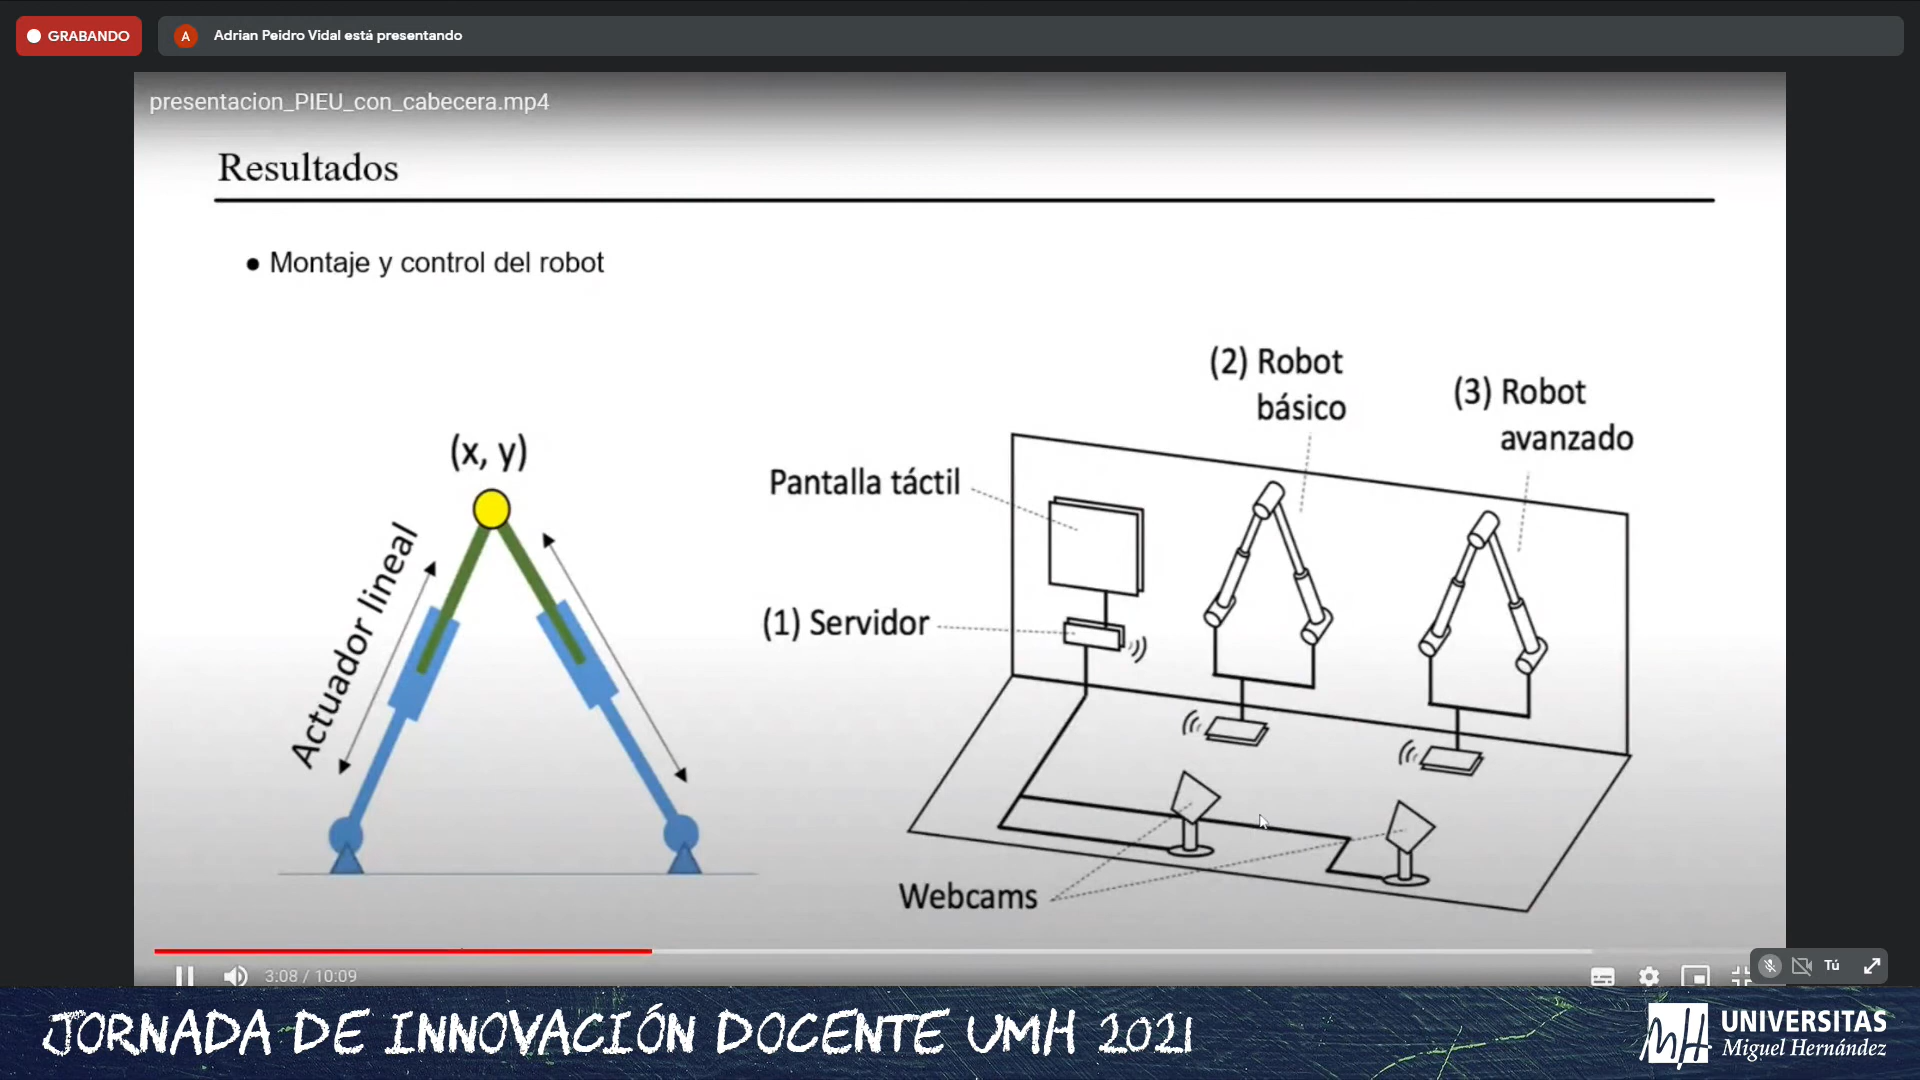 GRABANDO
A
Adrian Peidro Vidal está presentando
presentacion_PIEU_con_cabecera.mp4
Resultados
● Montaje y control del robot
(x, y)
Actuador lineal
(2) Robot
básico
(3) Robot
avanzado
Pantalla táctil
(1) Servidor
Webcams
3:08 / 10:09
Tú
JORNADA DE INNOVACIÓN DOCENTE UMH 2021
UNIVERSITAS
Miguel Hernández